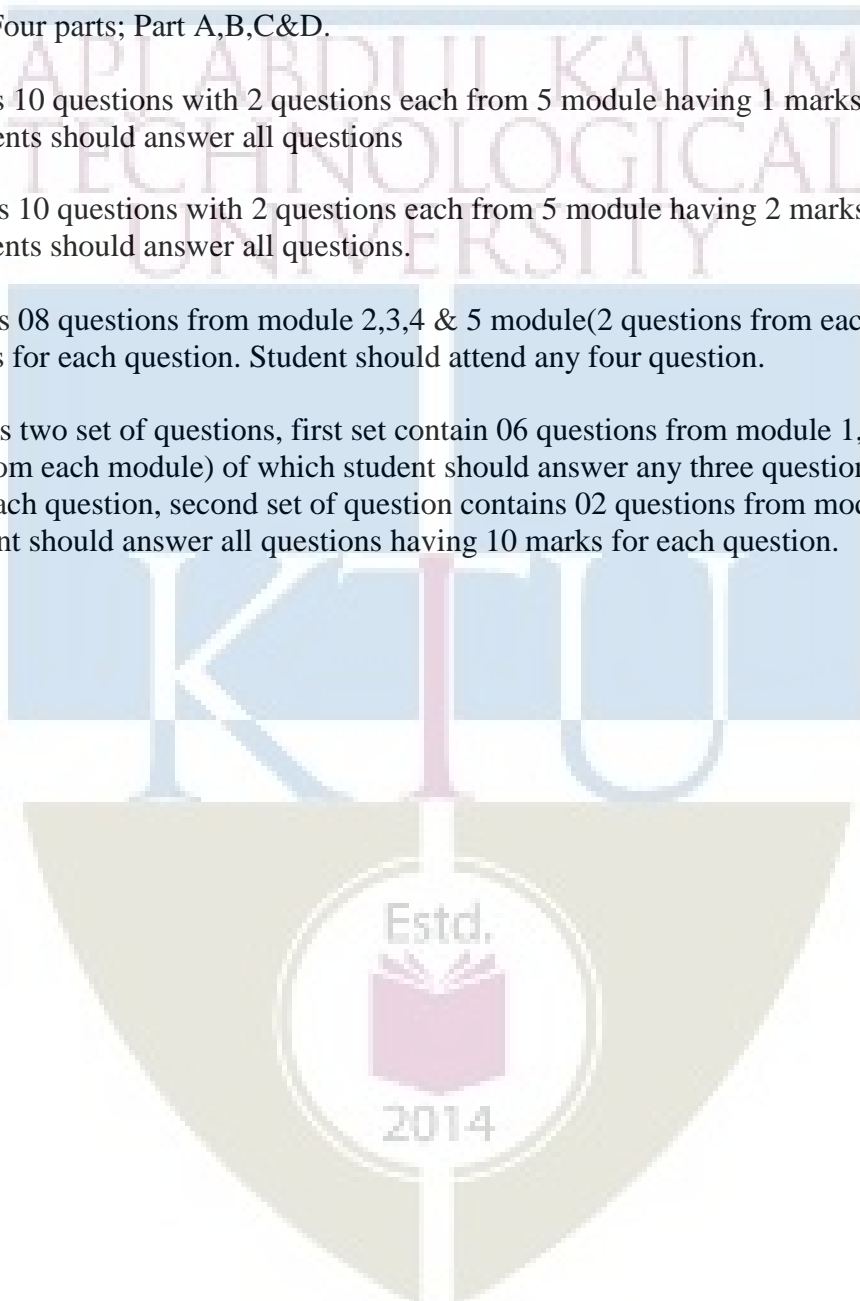 Four parts; Part A,B,C&D.
APJ ABDUL KALAM
s 10 questions with 2 questions each from 5 module having 1 marks
ents should answer all questions
TECHNOLOGICAL
s 10 questions with 2 questions each from 5 module having 2 marks
ents should answer all questions.
UNIVERSITY
s 08 questions from module 2,3,4 & 5 module(2 questions from eac
s for each question. Student should attend any four question.
s two set of questions, first set contain 06 questions from module 1,
om each module) of which student should answer any three question
ach question, second set of question contains 02 questions from mod
nt should answer all questions having 10 marks for each question.
KTU
Estd.
2014